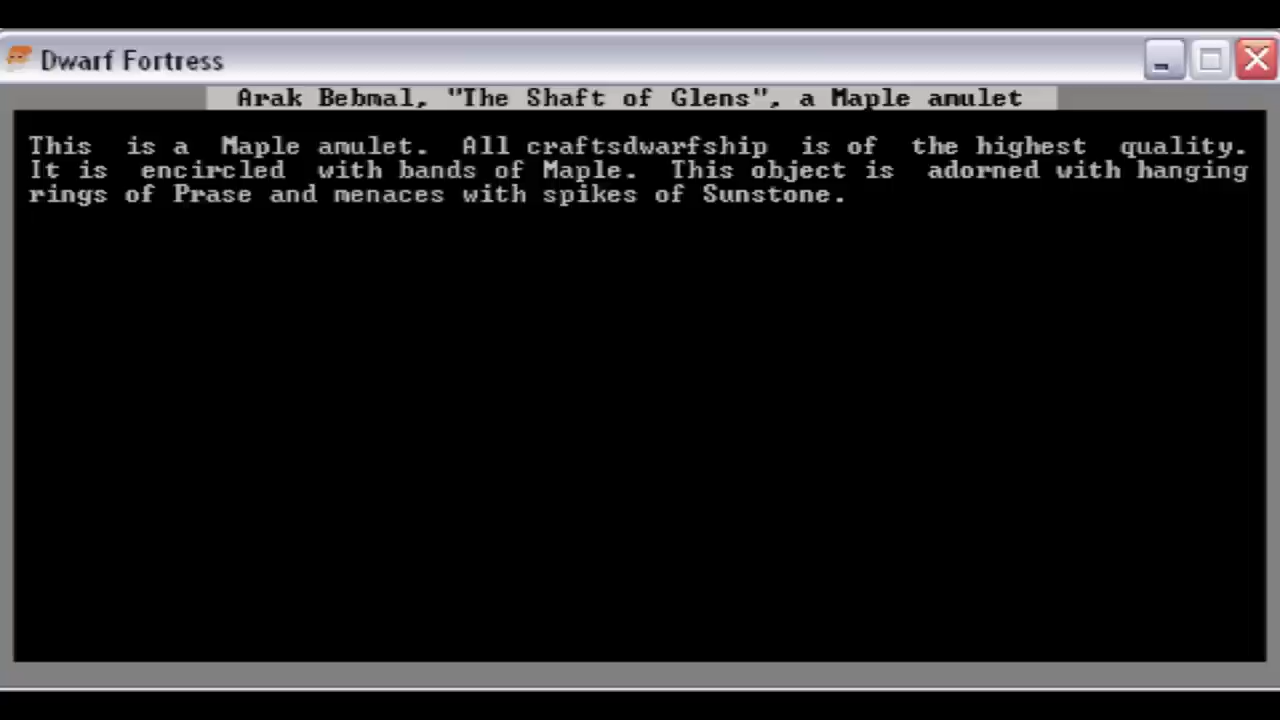 Dwarf Fortress
Arak Bebmal, "The Shaft of Glens", a Maple amulet
This is a Maple amulet. All craftsdwarfship is of the highest quality.
It is encircled with bands of Maple. This object is adorned with hanging
rings of Prase and menaces with spikes of Sunstone.